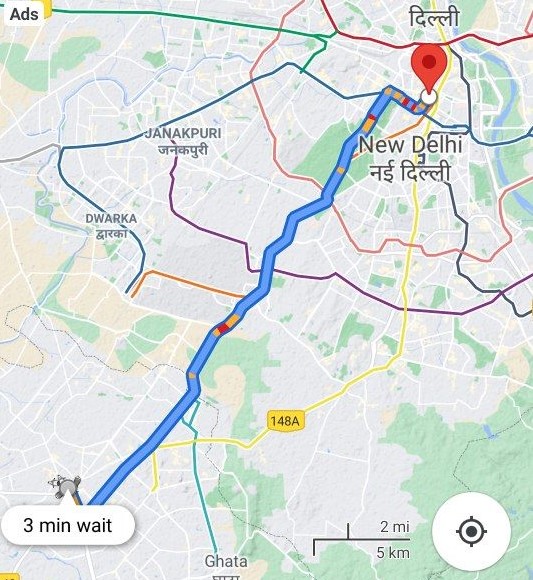 Ads
दिल्ली
JANAKPURI
जनकपुरी
New Delhi
नई दिल्ली
DWARKA
द्वारका
148A
3 min wait
2 mi
5 km
Ghata